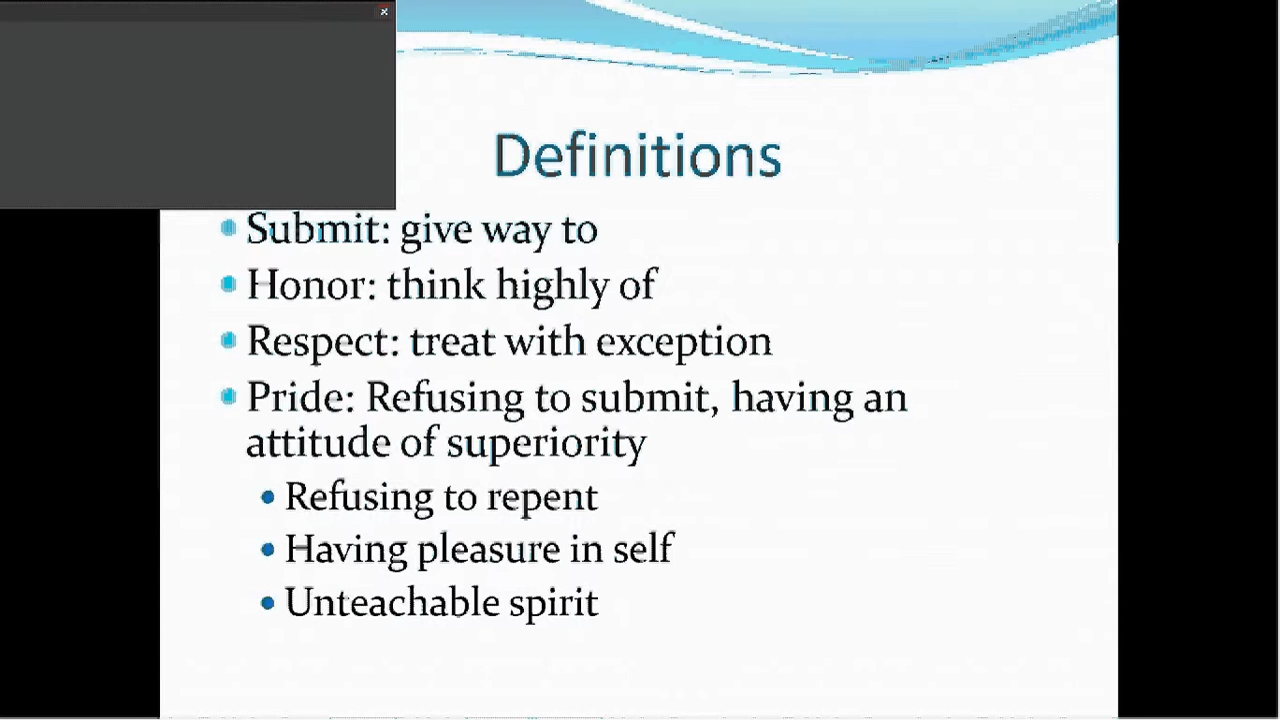 Definitions
Submit: give way to
Honor: think highly of
Respect: treat with exception
Pride: Refusing to submit, having an
attitude of superiority
Refusing to repent
Having pleasure in self
Unteachable spirit